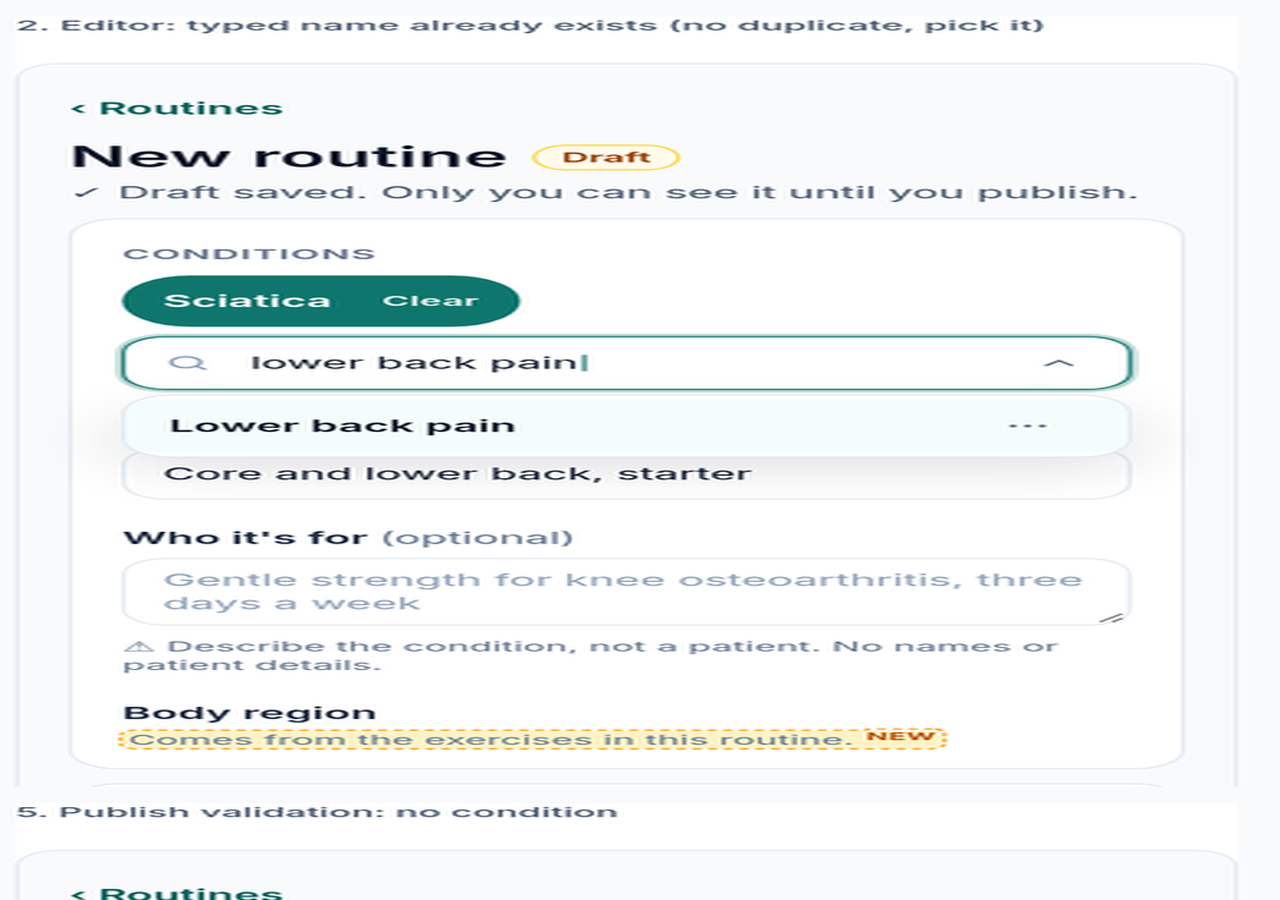 2. Editor: typed name already exists (no duplicate, pick it)
‹ Routines
New routine Draft
✓ Draft saved. Only you can see it until you publish.
CONDITIONS
Sciatica Clear
lower back pain
Lower back pain ···
Core and lower back, starter
Who it's for (optional)
Gentle strength for knee osteoarthritis, three
days a week
⚠ Describe the condition, not a patient. No names or
patient details.
Body region
Comes from the exercises in this routine. NEW
5. Publish validation: no condition
‹ Routines